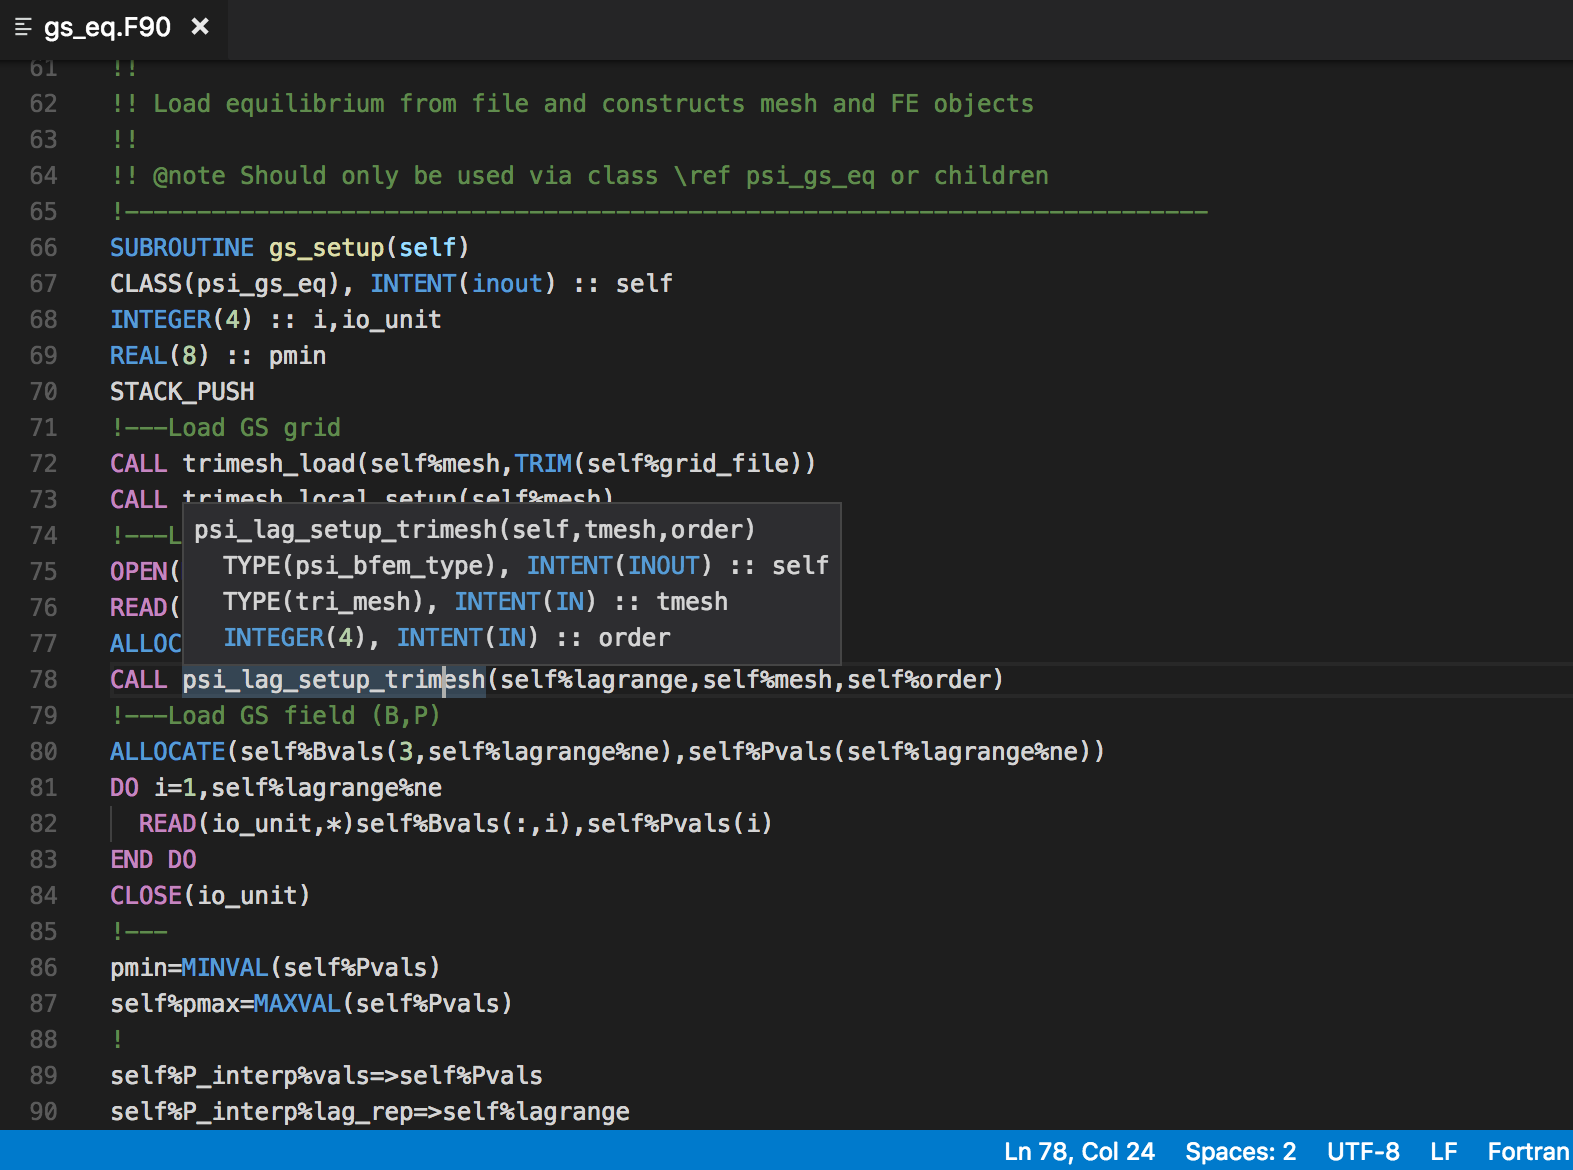 gs_eq.F90 ×
61 !!
62 !! Load equilibrium from file and constructs mesh and FE objects
63 !!
64 !! @note Should only be used via class \ref psi_gs_eq or children
65 !---------------------------------------------------------------------------
66 SUBROUTINE gs_setup(self)
67 CLASS(psi_gs_eq), INTENT(inout) :: self
68 INTEGER(4) :: i,io_unit
69 REAL(8) :: pmin
70 STACK_PUSH
71 !---Load GS grid
72 CALL trimesh_load(self%mesh,TRIM(self%grid_file))
73 CALL trimesh_local_setup(self%mesh)
psi_lag_setup_trimesh(self,tmesh,order)
74 !---L
TYPE(psi_bfem_type), INTENT(INOUT) :: self
75 OPEN(
TYPE(tri_mesh), INTENT(IN) :: tmesh
76 READ(
INTEGER(4), INTENT(IN) :: order
77 ALLOC
78 CALL psi_lag_setup_trimesh(self%lagrange,self%mesh,self%order)
79 !---Load GS field (B,P)
80 ALLOCATE(self%Bvals(3,self%lagrange%ne),self%Pvals(self%lagrange%ne))
81 DO i=1,self%lagrange%ne
82   READ(io_unit,*)self%Bvals(:,i),self%Pvals(i)
83 END DO
84 CLOSE(io_unit)
85 !---
86 pmin=MINVAL(self%Pvals)
87 self%pmax=MAXVAL(self%Pvals)
88 !
89 self%P_interp%vals=>self%Pvals
90 self%P_interp%lag_rep=>self%lagrange
Ln 78, Col 24 Spaces: 2 UTF-8 LF Fortran